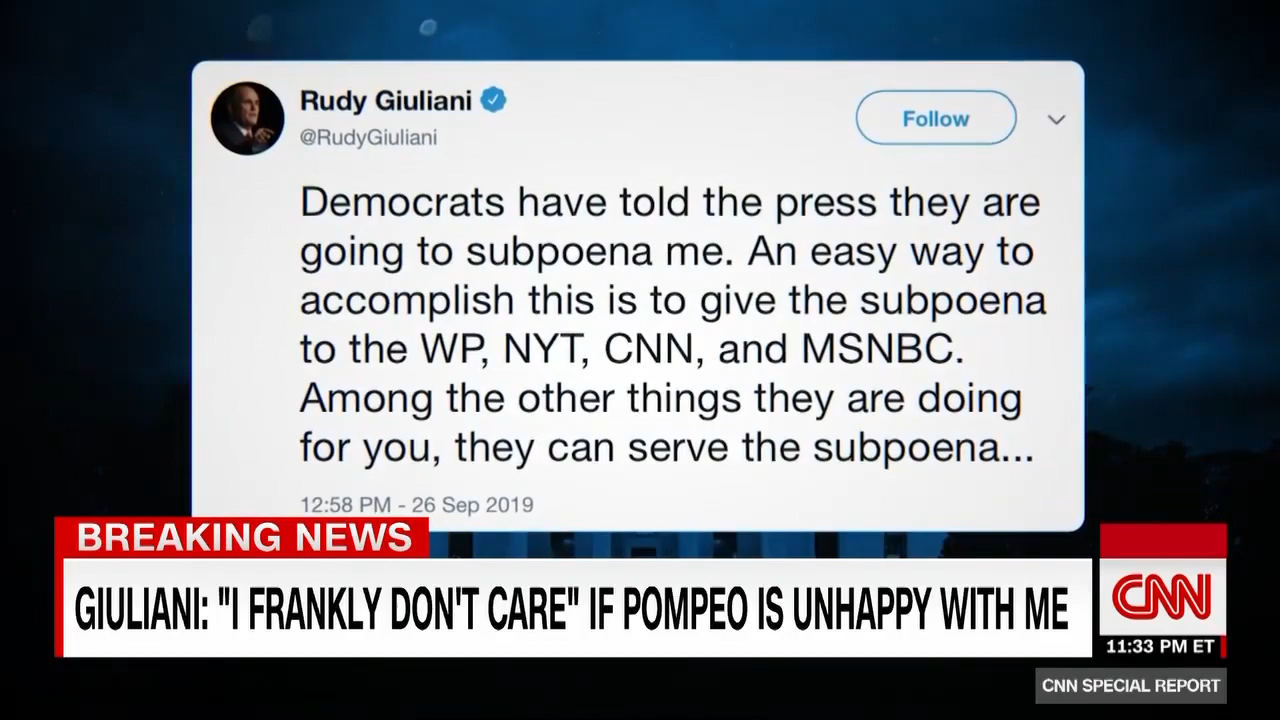 Rudy Giuliani
@RudyGiuliani
Follow
Democrats have told the press they are
going to subpoena me. An easy way to
accomplish this is to give the subpoena
to the WP, NYT, CNN, and MSNBC.
Among the other things they are doing
for you, they can serve the subpoena...
12:58 PM - 26 Sep 2019
BREAKING NEWS
GIULIANI: "I FRANKLY DON'T CARE" IF POMPEO IS UNHAPPY WITH ME
CNN
11:33 PM ET
CNN SPECIAL REPORT